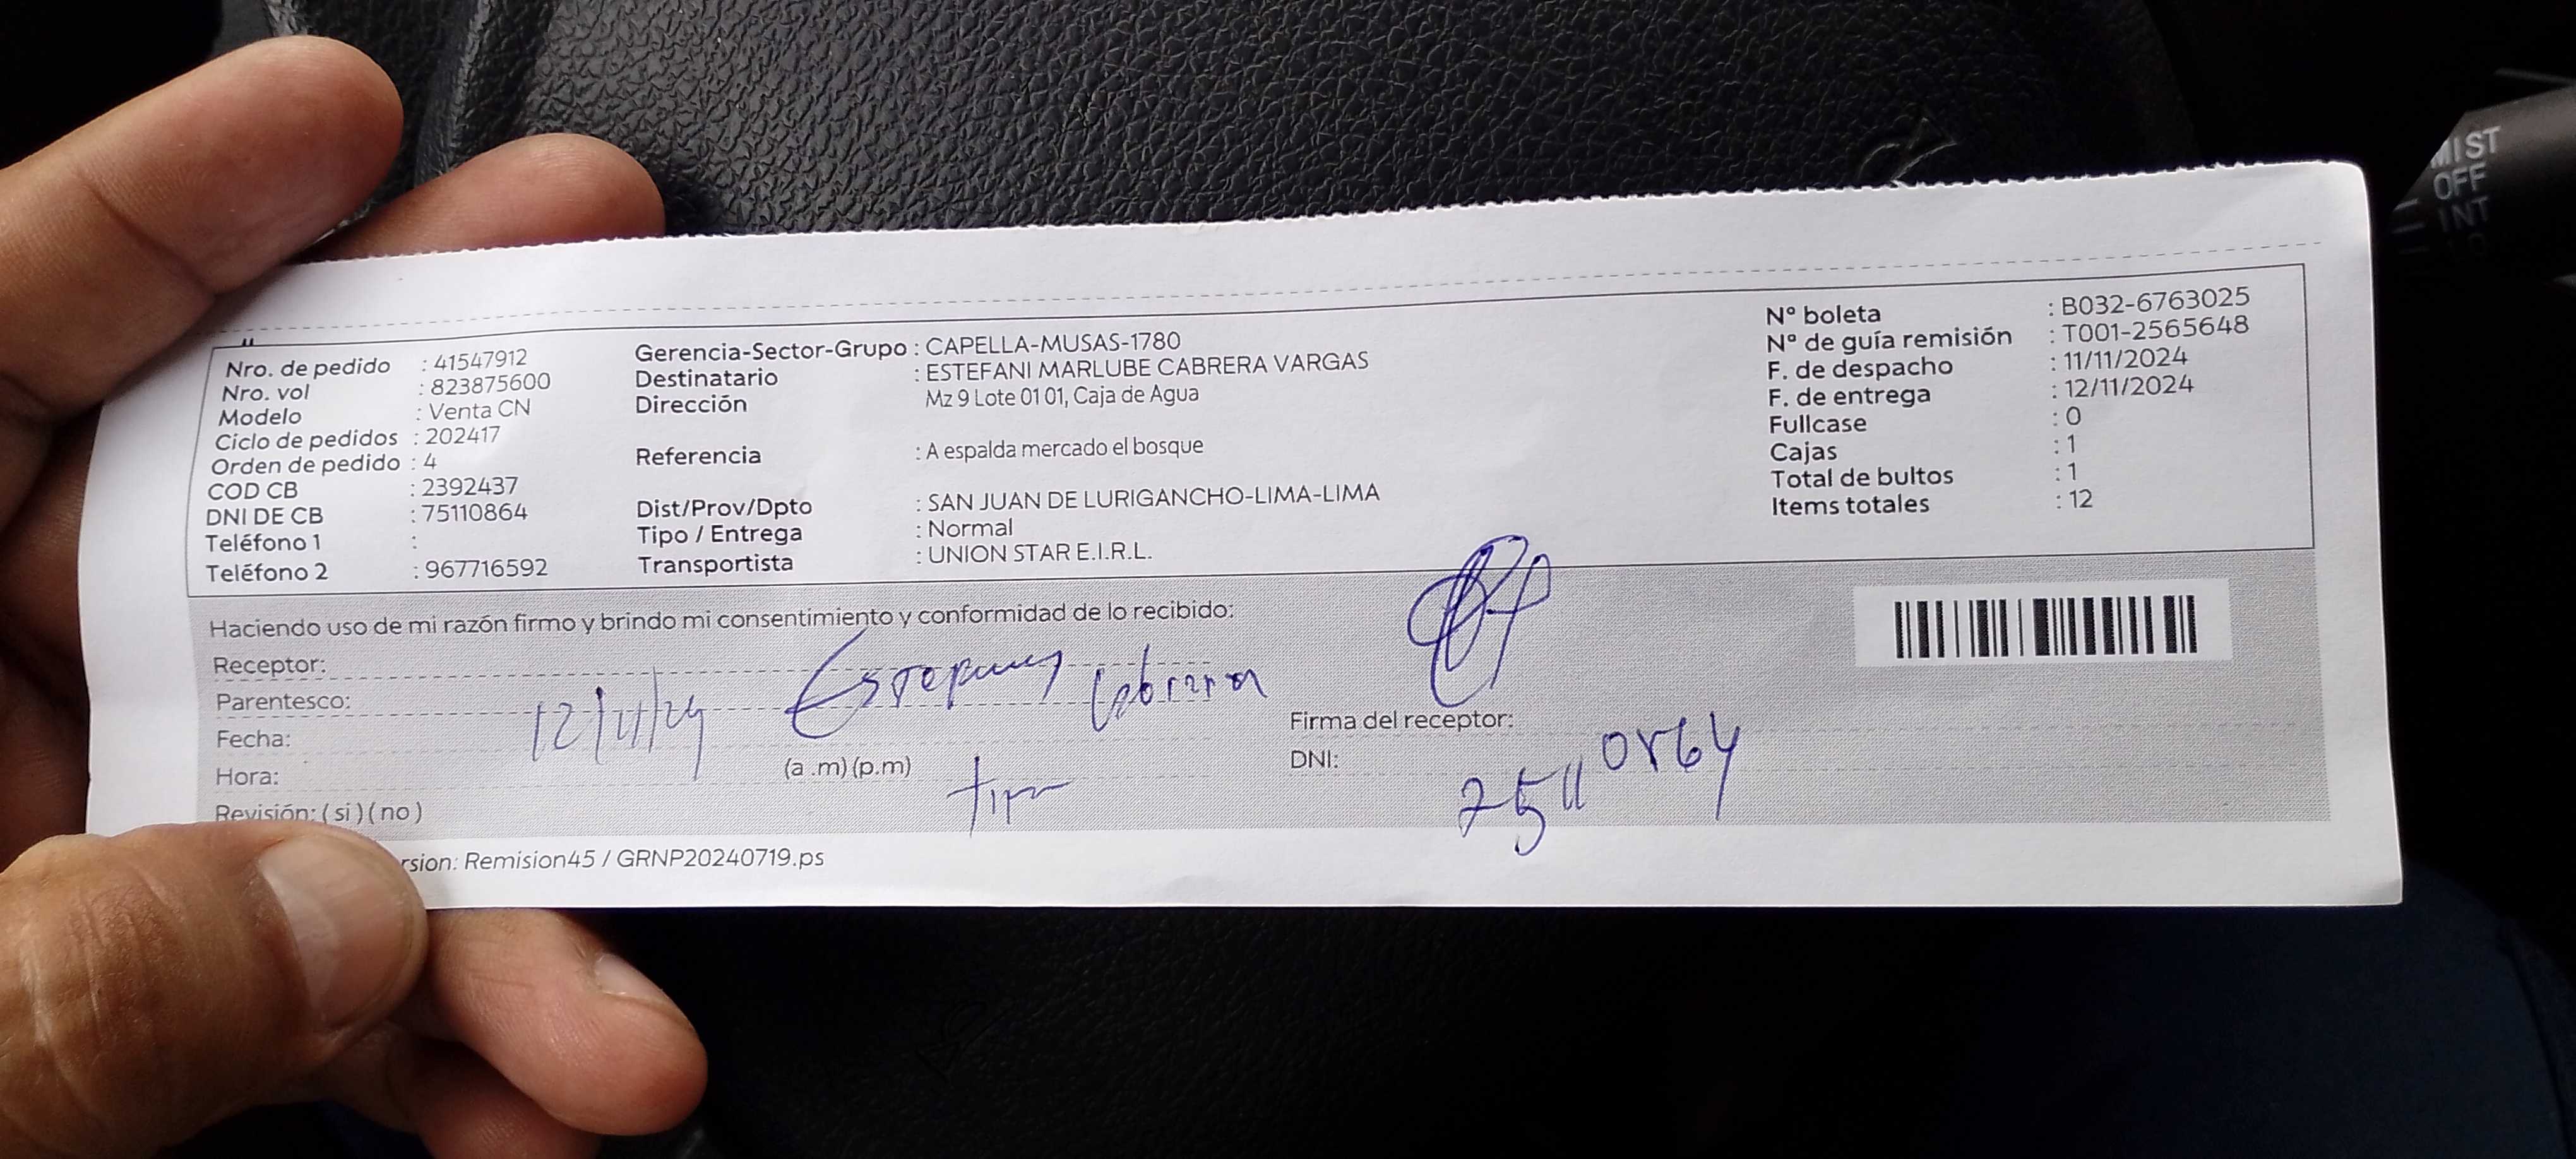 Nro. de pedido : 41547912
Nro. vol : 823875600
Modelo : Venta CN
Ciclo de pedidos : 202417
Orden de pedido : 4
COD CB : 2392437
DNI DE CB : 75110864
Teléfono 1 :
Teléfono 2 : 967716592
Gerencia-Sector-Grupo : CAPELLA-MUSAS-1780
Destinatario : ESTEFANI MARLUBE CABRERA VARGAS
Dirección Mz 9 Lote 01 01, Caja de Agua
Referencia : A espalda mercado el bosque
Dist/Prov/Dpto : SAN JUAN DE LURIGANCHO-LIMA-LIMA
Tipo / Entrega : Normal
Transportista : UNION STAR E.I.R.L.
Nº boleta : B032-6763025
Nº de guía remisión : T001-2565648
F. de despacho : 11/11/2024
F. de entrega : 12/11/2024
Fullcase : 0
Cajas : 1
Total de bultos : 1
Items totales : 12
Haciendo uso de mi razón firmo y brindo mi consentimiento y conformidad de lo recibido:
Receptor:
Parentesco:
Fecha: 12/11/24
Hora: (a .m) (p.m)
Revisión: ( si ) ( no )
Firma del receptor:
DNI: 75110864
rsion: Remision45 / GRNP20240719.ps
MIST
OFF
INT